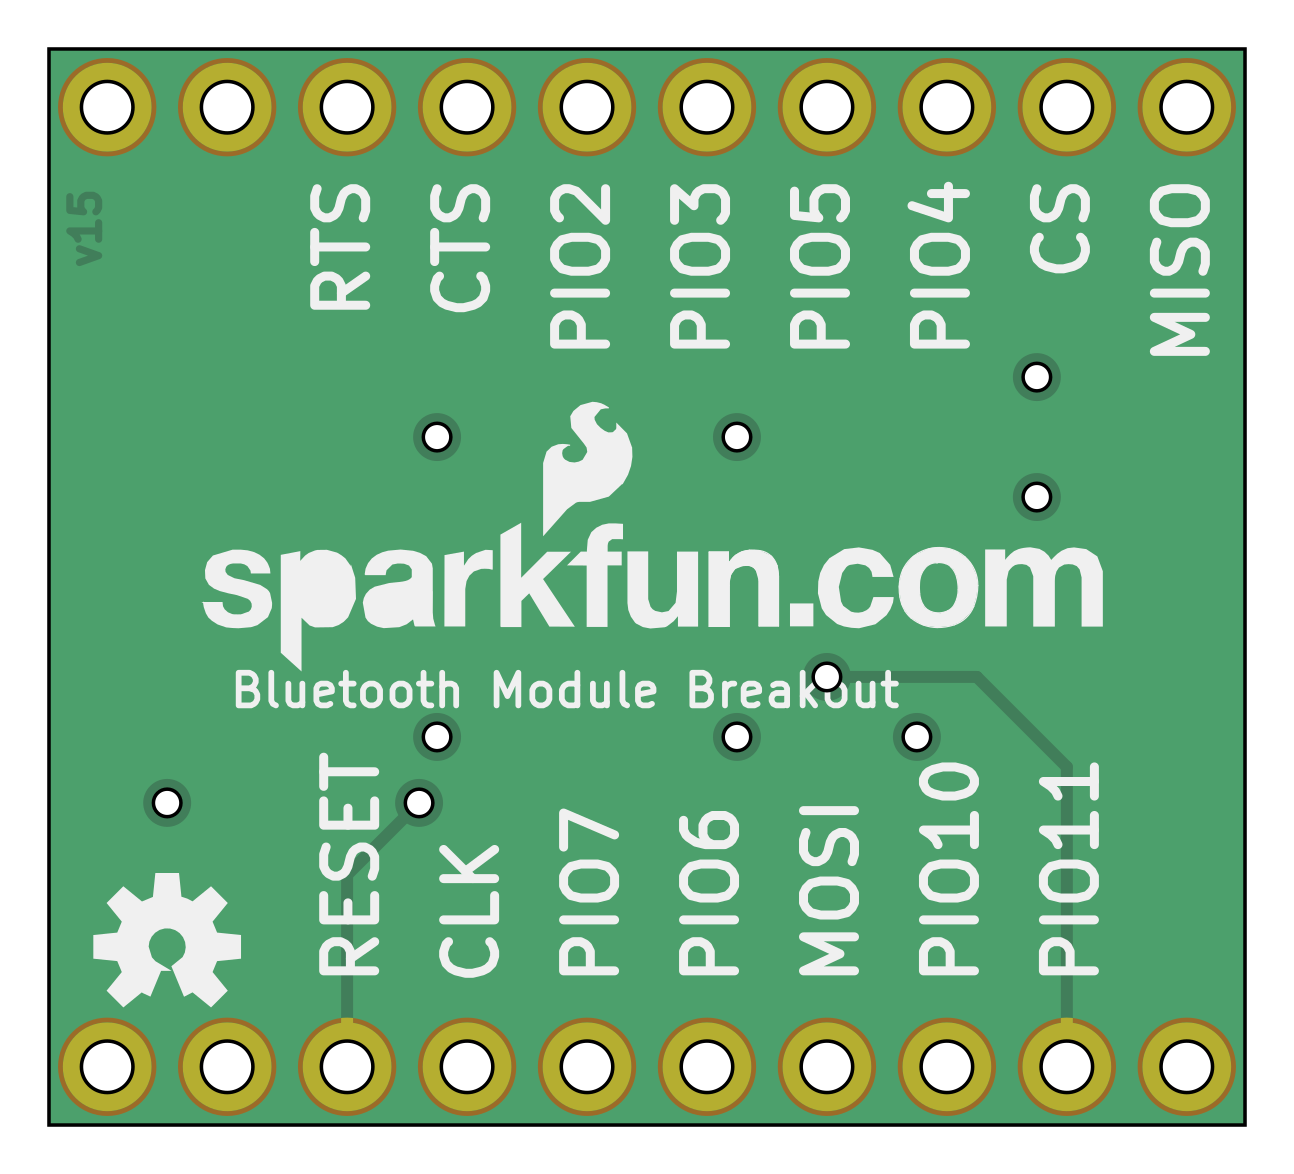 v15
RTS
CTS
PIO2
PIO3
PIO5
PIO4
CS
MISO
sparkfun.com
Bluetooth Module Breakout
RESET
CLK
PIO7
PIO6
MOSI
PIO10
PIO11